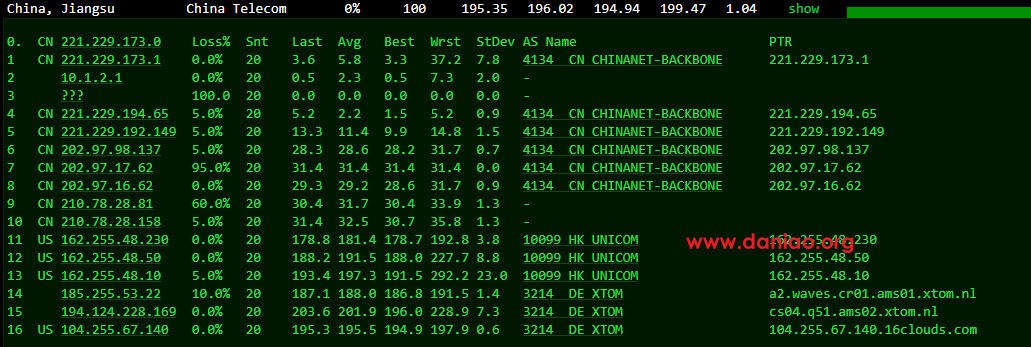 China, Jiangsu China Telecom 0% 100 195.35 196.02 194.94 199.47 1.04 show
0. CN 221.229.173.0 Loss% Snt Last Avg Best Wrst StDev AS Name PTR
1 CN 221.229.173.1 0.0% 20 3.6 5.8 3.3 37.2 7.8 4134 CN CHINANET-BACKBONE 221.229.173.1
2 10.1.2.1 0.0% 20 0.5 2.3 0.5 7.3 2.0 -
3 ??? 100.0 20 0.0 0.0 0.0 0.0 0.0 -
4 CN 221.229.194.65 5.0% 20 5.2 2.2 1.5 5.2 0.9 4134 CN CHINANET-BACKBONE 221.229.194.65
5 CN 221.229.192.149 5.0% 20 13.3 11.4 9.9 14.8 1.5 4134 CN CHINANET-BACKBONE 221.229.192.149
6 CN 202.97.98.137 5.0% 20 28.3 28.6 28.2 31.7 0.7 4134 CN CHINANET-BACKBONE 202.97.98.137
7 CN 202.97.17.62 95.0% 20 31.4 31.4 31.4 31.4 0.0 4134 CN CHINANET-BACKBONE 202.97.17.62
8 CN 202.97.16.62 0.0% 20 29.3 29.2 28.6 31.7 0.9 4134 CN CHINANET-BACKBONE 202.97.16.62
9 CN 210.78.28.81 60.0% 20 30.4 31.7 30.4 33.9 1.3 -
10 CN 210.78.28.158 5.0% 20 31.4 32.5 30.7 35.8 1.3 -
11 US 162.255.48.230 0.0% 20 178.8 181.4 178.7 192.8 3.8 10099 HK UNICOM 162.255.48.230
www.danluo.org
12 US 162.255.48.50 0.0% 20 188.2 191.5 188.0 227.7 8.8 10099 HK UNICOM 162.255.48.50
13 US 162.255.48.10 5.0% 20 193.4 197.3 191.5 292.2 23.0 10099 HK UNICOM 162.255.48.10
14 185.255.53.22 10.0% 20 187.1 188.0 186.8 191.5 1.4 3214 DE XTOM a2.waves.cr01.ams01.xtom.nl
15 194.124.228.169 0.0% 20 203.6 201.9 196.0 228.9 7.3 3214 DE XTOM cs04.q51.ams02.xtom.nl
16 US 104.255.67.140 0.0% 20 195.3 195.5 194.9 197.9 0.6 3214 DE XTOM 104.255.67.140.16clouds.com